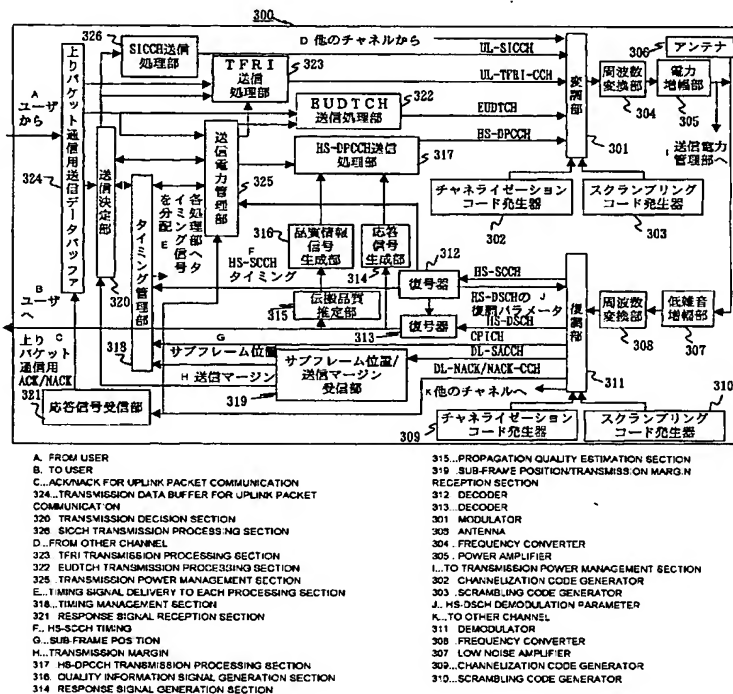 300
326
SICCH送信
処理部
D 他のチャネルから
UL-SICCH
306
アンテナ
TFRI
送信
処理部
323
UL-TFRI-CCH
変調部
周波数
変換部
304
電力
増幅部
305
EUDTCH
送信処理部
322
EUDTCH
A
ユーザ
から
上りパケット通信用送信データバッファ
324
送信決定部
320
送信電力管理部
325
HS-DPCCH送信
処理部
317
HS-DPCCH
301
I 送信電力
管理部へ
チャネライゼーション
コード発生器
302
スクランブリング
コード発生器
303
タイミング管理部
318
各処理部へタ
イミング信号
を分配
E
F
HS-SCCH
タイミング
316
品質情報
信号
生成部
応答
信号
生成部
314
312
復号器
HS-SCCH
HS-DSCHの J
復調パラメータ
HS-DSCH
復調部
周波数
変換部
308
低雑音
増幅部
307
B
ユーザ
へ
315
伝搬品質
推定部
313
復号器
G
サブフレーム位置
CPICH
DL-SACCH
DL-NACK/NACK-CCH
311
上り C
パケット
通信用
ACK/NACK
H 送信マージン
サブフレーム位置/
送信マージン
受信部
319
K 他のチャネルへ
310
321
応答信号受信部
309
チャネライゼーション
コード発生器
スクランブリング
コード発生器
A. FROM USER
B. TO USER
C...ACK/NACK FOR UPLINK PACKET COMMUNICATION
324...TRANSMISSION DATA BUFFER FOR UPLINK PACKET
COMMUNICATION
320 TRANSMISSION DECISION SECTION
326 SICCH TRANSMISSION PROCESSING SECTION
D...FROM OTHER CHANNEL
323 TFRI TRANSMISSION PROCESSING SECTION
322 EUDTCH TRANSMISSION PROCESSING SECTION
325. TRANSMISSION POWER MANAGEMENT SECTION
E...TIMING SIGNAL DELIVERY TO EACH PROCESSING SECTION
318...TIMING MANAGEMENT SECTION
321 RESPONSE SIGNAL RECEPTION SECTION
F.. HS-SCCH TIMING
G...SUB-FRAME POSITION
H...TRANSMISSION MARGIN
317 HS-DPCCH TRANSMISSION PROCESSING SECTION
316. QUALITY INFORMATION SIGNAL GENERATION SECTION
314 RESPONSE SIGNAL GENERATION SECTION
315...PROPAGATION QUALITY ESTIMATION SECTION
319 .SUB-FRAME POSITION/TRANSMISSION MARGIN
RECEPTION SECTION
312 DECODER
313...DECODER
301 MODULATOR
306 ANTENNA
304 . FREQUENCY CONVERTER
305 . POWER AMPLIFIER
I...TO TRANSMISSION POWER MANAGEMENT SECTION
302 CHANNELIZATION CODE GENERATOR
303 .SCRAMBLING CODE GENERATOR
J.. HS-DSCH DEMODULATION PARAMETER
K...TO OTHER CHANNEL
311 DEMODULATOR
308 FREQUENCY CONVERTER
307 LOW NOISE AMPLIFIER
309...CHANNELIZATION CODE GENERATOR
310...SCRAMBLING CODE GENERATOR